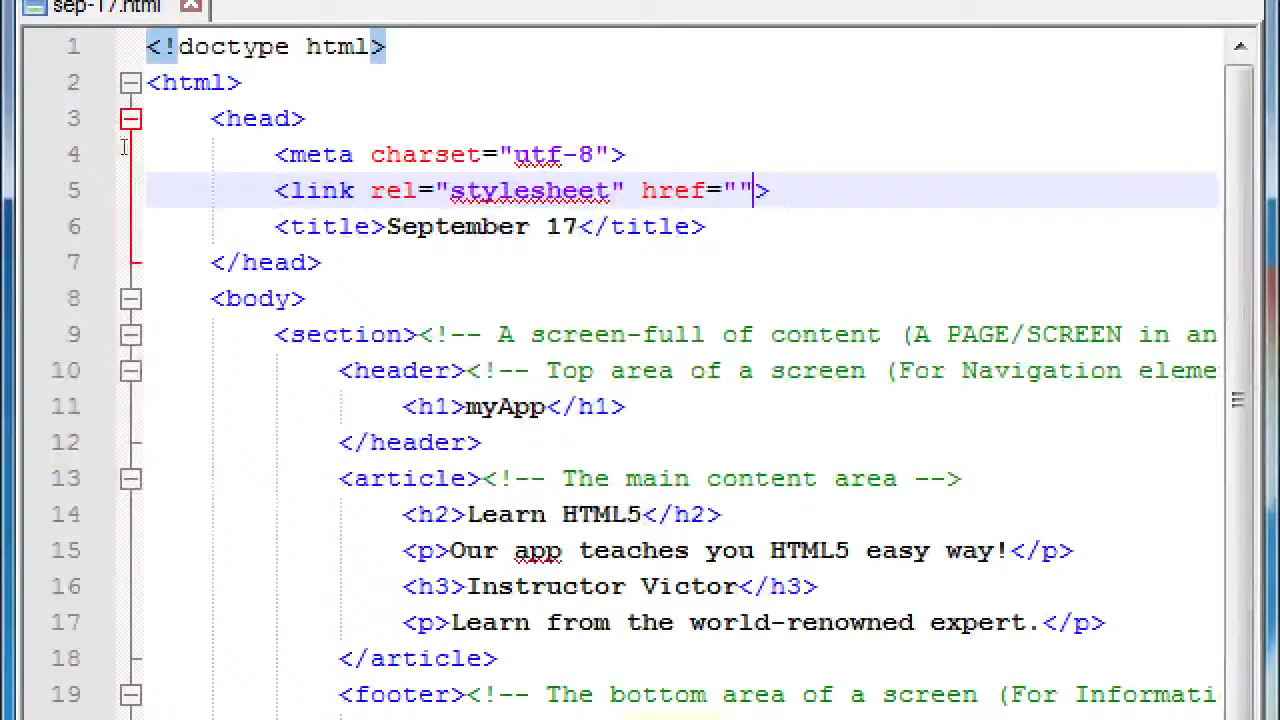 sep-17.html
1 <!doctype html>
2 <html>
3 <head>
4 <meta charset="utf-8">
5 <link rel="stylesheet" href="">
6 <title>September 17</title>
7 </head>
8 <body>
9 <section><!-- A screen-full of content (A PAGE/SCREEN in an
10 <header><!-- Top area of a screen (For Navigation eleme
11 <h1>myApp</h1>
12 </header>
13 <article><!-- The main content area -->
14 <h2>Learn HTML5</h2>
15 <p>Our app teaches you HTML5 easy way!</p>
16 <h3>Instructor Victor</h3>
17 <p>Learn from the world-renowned expert.</p>
18 </article>
19 <footer><!-- The bottom area of a screen (For Informati